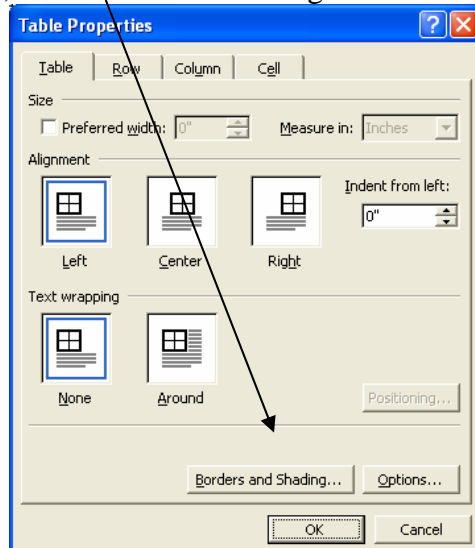 Table Properties
Table Row Column Cell
Size
Preferred width: 0" Measure in: Inches
Alignment
Indent from left:
0"
Left Center Right
Text wrapping
None Around Positioning...
Borders and Shading... Options...
OK Cancel